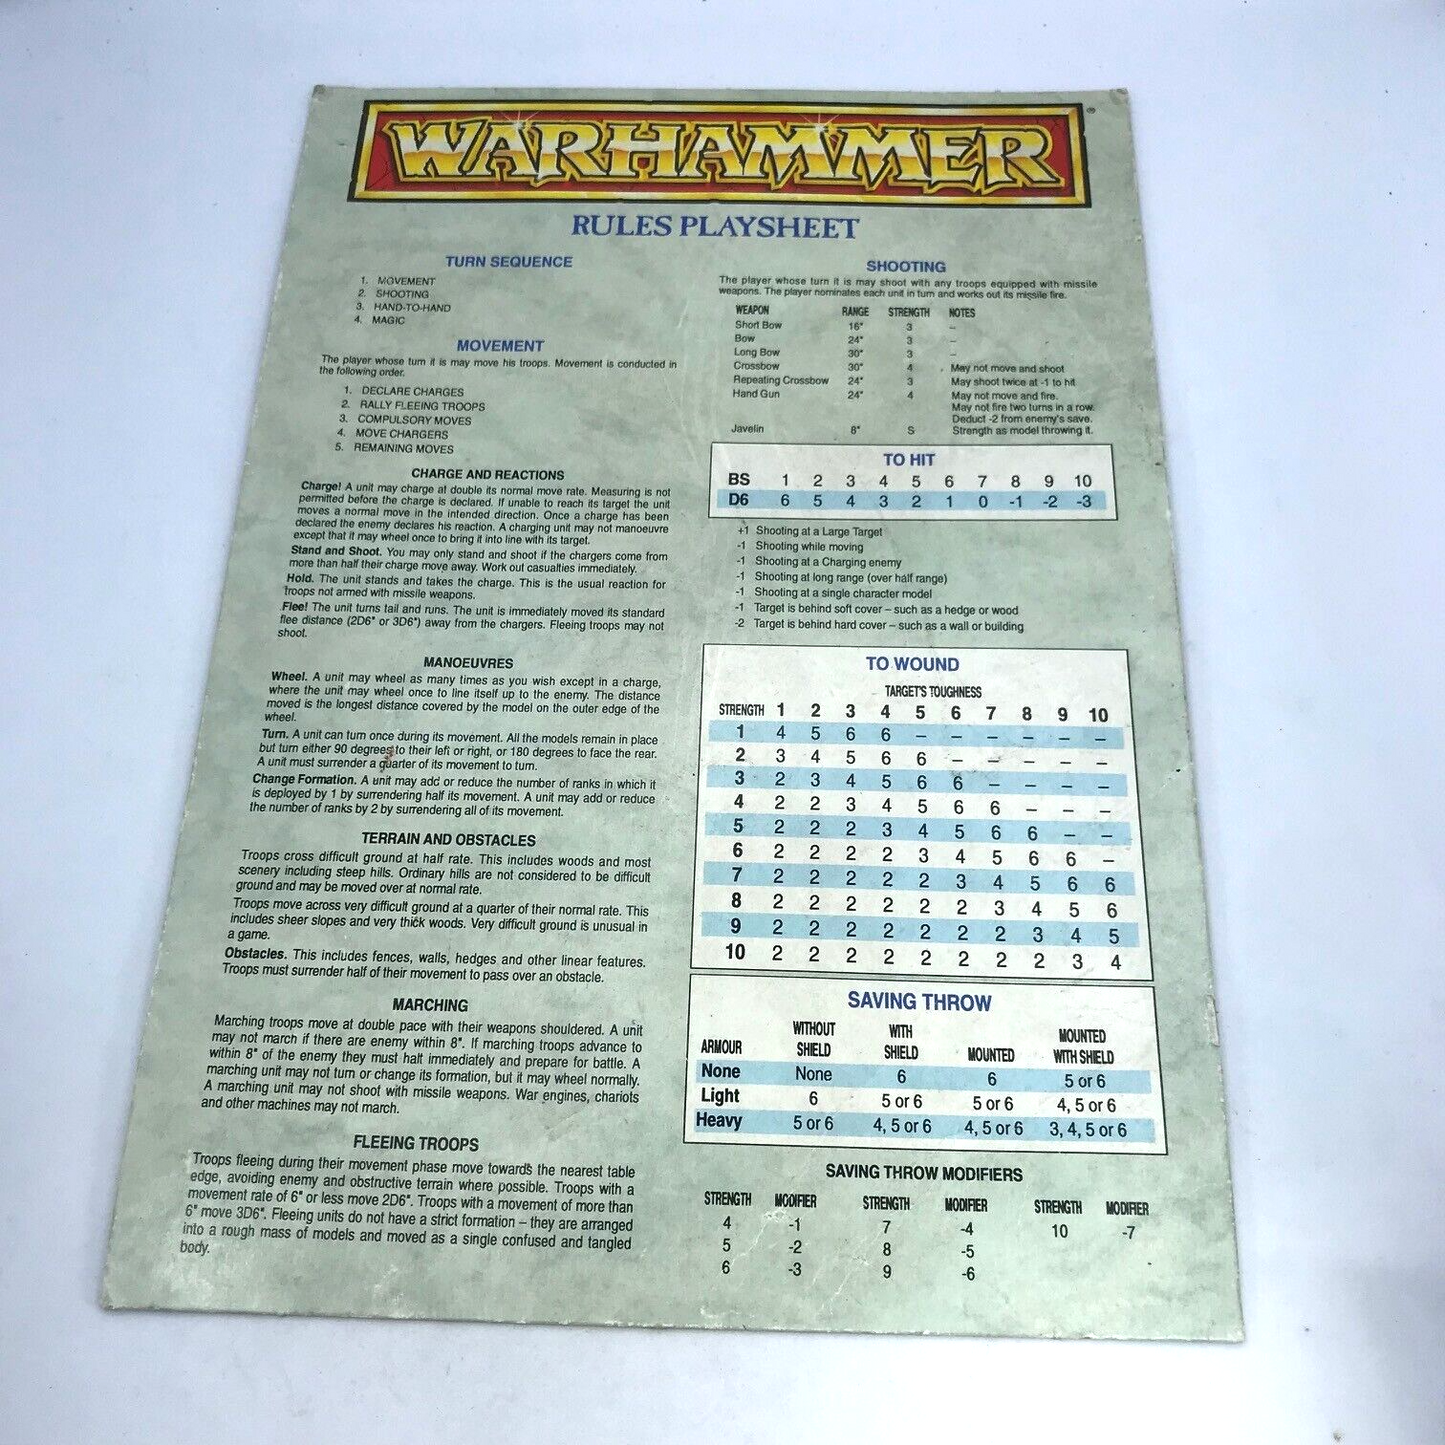 WARHAMMER®
RULES PLAYSHEET
TURN SEQUENCE
1. MOVEMENT
2. SHOOTING
3. HAND-TO-HAND
4. MAGIC
MOVEMENT
The player whose turn it is may move his troops. Movement is conducted in
the following order.
1. DECLARE CHARGES
2. RALLY FLEEING TROOPS
3. COMPULSORY MOVES
4. MOVE CHARGERS
5. REMAINING MOVES
CHARGE AND REACTIONS
Charge! A unit may charge at double its normal move rate. Measuring is not
permitted before the charge is declared. If unable to reach its target the unit
moves a normal move in the intended direction. Once a charge has been
declared the enemy declares his reaction. A charging unit may not manoeuvre
except that it may wheel once to bring it into line with its target.
Stand and Shoot. You may only stand and shoot if the chargers come from
more than half their charge move away. Work out casualties immediately.
Hold. The unit stands and takes the charge. This is the usual reaction for
troops not armed with missile weapons.
Flee! The unit turns tail and runs. The unit is immediately moved its standard
flee distance (2D6" or 3D6") away from the chargers. Fleeing troops may not
shoot.
MANOEUVRES
Wheel. A unit may wheel as many times as you wish except in a charge,
where the unit may wheel once to line itself up to the enemy. The distance
moved is the longest distance covered by the model on the outer edge of the
wheel.
Turn. A unit can turn once during its movement. All the models remain in place
but turn either 90 degrees to their left or right, or 180 degrees to face the rear.
A unit must surrender a quarter of its movement to turn.
Change Formation. A unit may add or reduce the number of ranks in which it
is deployed by 1 by surrendering half its movement. A unit may add or reduce
the number of ranks by 2 by surrendering all of its movement.
TERRAIN AND OBSTACLES
Troops cross difficult ground at half rate. This includes woods and most
scenery including steep hills. Ordinary hills are not considered to be difficult
ground and may be moved over at normal rate.
Troops move across very difficult ground at a quarter of their normal rate. This
includes sheer slopes and very thick woods. Very difficult ground is unusual in
a game.
Obstacles. This includes fences, walls, hedges and other linear features.
Troops must surrender half of their movement to pass over an obstacle.
MARCHING
Marching troops move at double pace with their weapons shouldered. A unit
may not march if there are enemy within 8". If marching troops advance to
within 8" of the enemy they must halt immediately and prepare for battle. A
marching unit may not turn or change its formation, but it may wheel normally.
A marching unit may not shoot with missile weapons. War engines, chariots
and other machines may not march.
FLEEING TROOPS
Troops fleeing during their movement phase move towards the nearest table
edge, avoiding enemy and obstructive terrain where possible. Troops with a
movement rate of 6" or less move 2D6". Troops with a movement of more than
6" move 3D6". Fleeing units do not have a strict formation – they are arranged
into a rough mass of models and moved as a single confused and tangled
body.
SHOOTING
The player whose turn it is may shoot with any troops equipped with missile
weapons. The player nominates each unit in turn and works out its missile fire.
WEAPON RANGE STRENGTH NOTES
Short Bow 16" 3 –
Bow 24" 3 –
Long Bow 30" 3 –
Crossbow 30" 4 May not move and shoot
Repeating Crossbow 24" 3 May shoot twice at -1 to hit
Hand Gun 24" 4 May not move and fire.
May not fire two turns in a row.
Deduct -2 from enemy's save.
Javelin 8" S Strength as model throwing it.
TO HIT
BS 1 2 3 4 5 6 7 8 9 10
D6 6 5 4 3 2 1 0 -1 -2 -3
+1 Shooting at a Large Target
-1 Shooting while moving
-1 Shooting at a Charging enemy
-1 Shooting at long range (over half range)
-1 Shooting at a single character model
-1 Target is behind soft cover – such as a hedge or wood
-2 Target is behind hard cover – such as a wall or building
TO WOUND
TARGET'S TOUGHNESS
STRENGTH 1 2 3 4 5 6 7 8 9 10
1 4 5 6 6 – – – – – –
2 3 4 5 6 6 – – – – –
3 2 3 4 5 6 6 – – – –
4 2 2 3 4 5 6 6 – – –
5 2 2 2 3 4 5 6 6 – –
6 2 2 2 2 3 4 5 6 6 –
7 2 2 2 2 2 3 4 5 6 6
8 2 2 2 2 2 2 3 4 5 6
9 2 2 2 2 2 2 2 3 4 5
10 2 2 2 2 2 2 2 2 3 4
SAVING THROW
ARMOUR WITHOUT SHIELD WITH SHIELD MOUNTED MOUNTED WITH SHIELD
None None 6 6 5 or 6
Light 6 5 or 6 5 or 6 4, 5 or 6
Heavy 5 or 6 4, 5 or 6 4, 5 or 6 3, 4, 5 or 6
SAVING THROW MODIFIERS
STRENGTH MODIFIER STRENGTH MODIFIER STRENGTH MODIFIER
4 -1 7 -4 10 -7
5 -2 8 -5
6 -3 9 -6